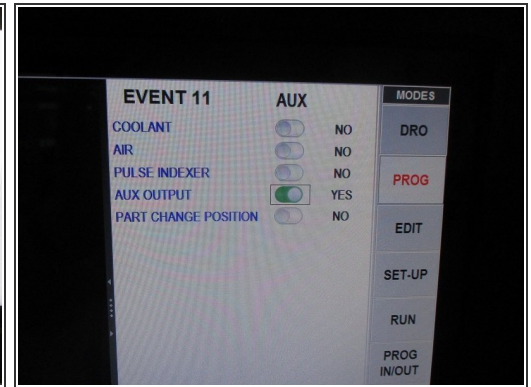 EVENT 11 AUX
COOLANT NO
AIR NO
PULSE INDEXER NO
AUX OUTPUT YES
PART CHANGE POSITION NO
MODES
DRO
PROG
EDIT
SET-UP
RUN
PROG
IN/OUT